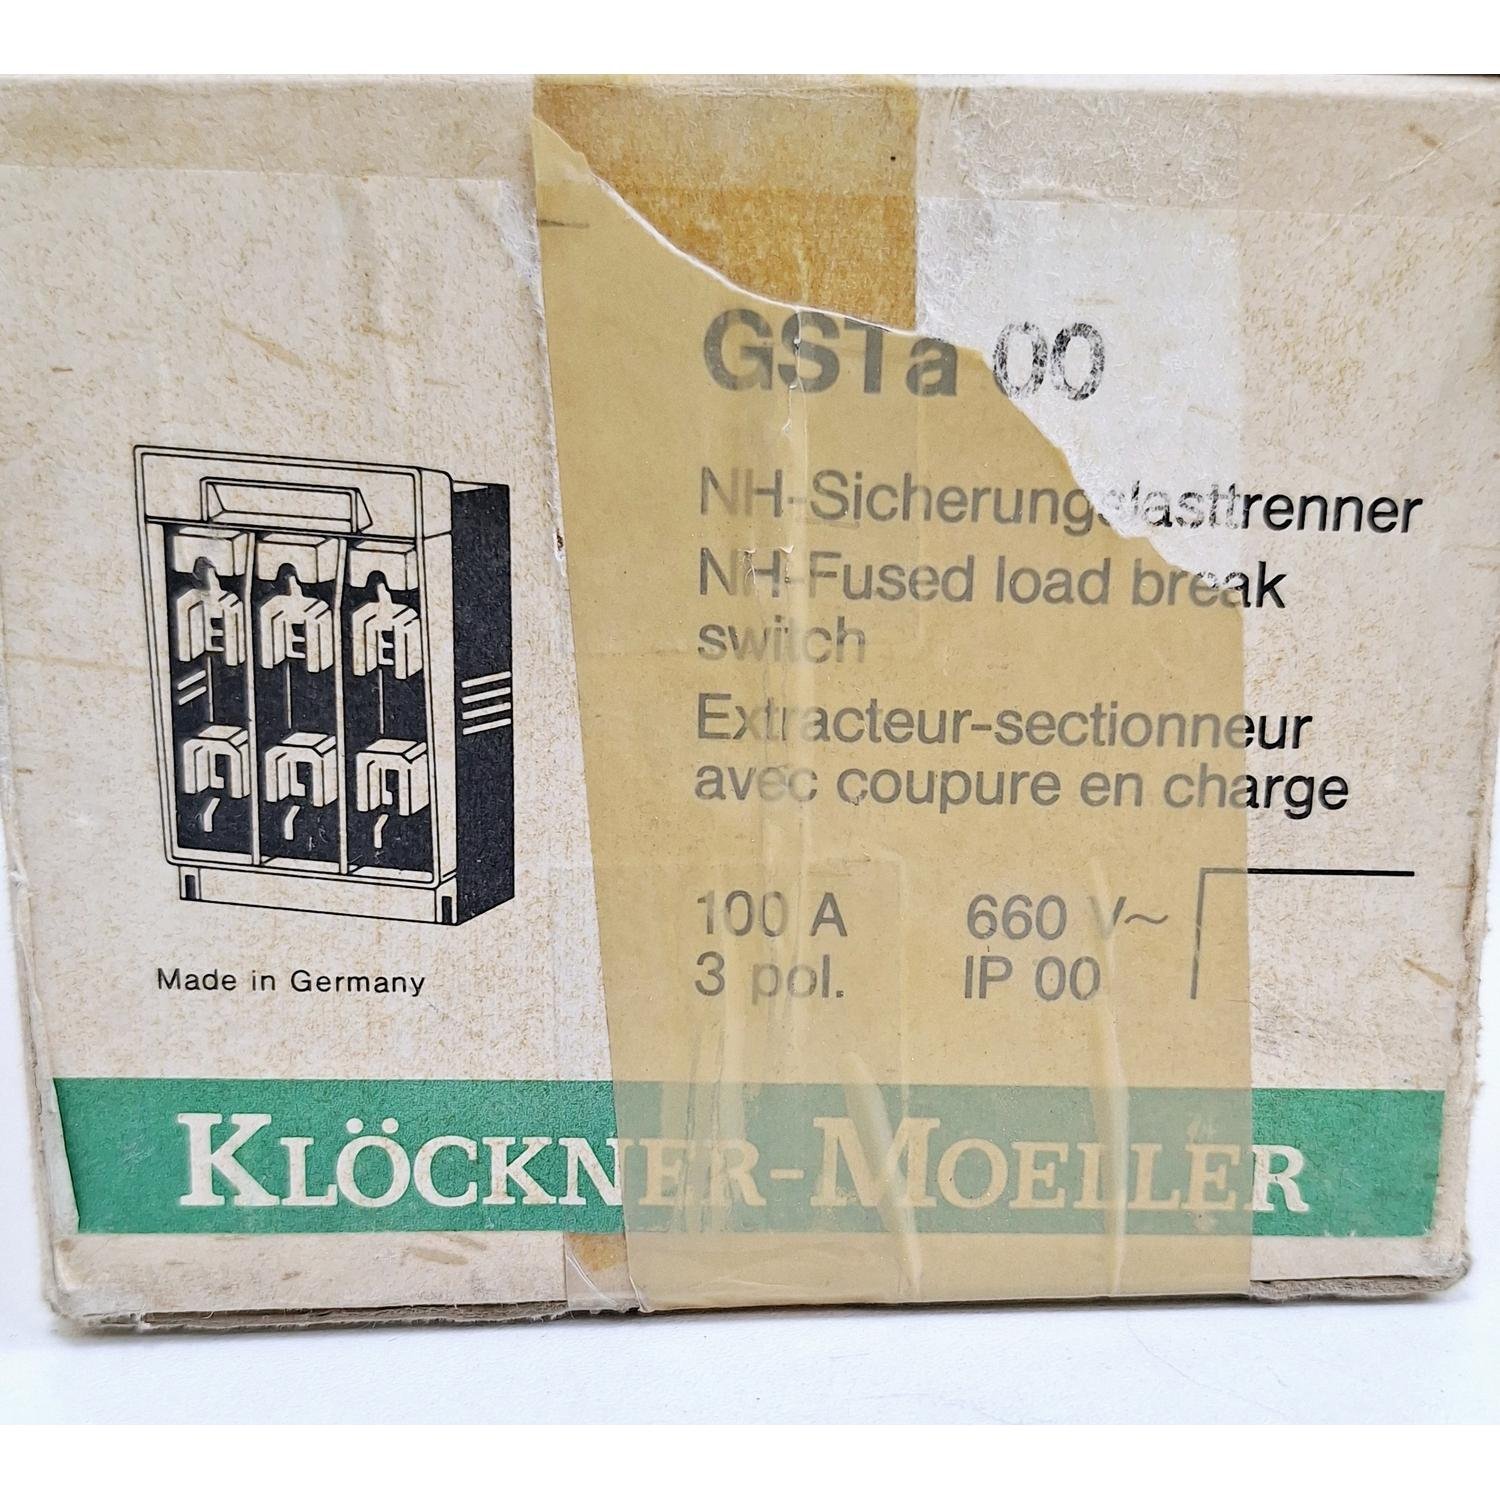 GSTa 00
NH-Sicherungslasttrenner
NH-Fused load break
switch
Extracteur-sectionneur
avec coupure en charge
100 A 660 V~
3 pol. IP 00
Made in Germany
KLÖCKNER-MOELLER